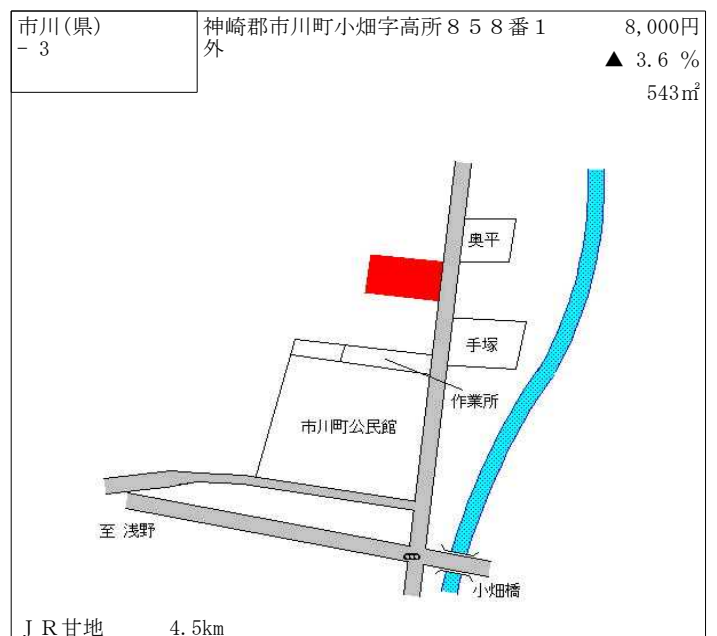 市川(県)
－3
神崎郡市川町小畑字高所８５８番１
外
8,000円
▲ 3.6 %
543㎡
奥平
手塚
作業所
市川町公民館
至 浅野
小畑橋
ＪＲ甘地 4.5km